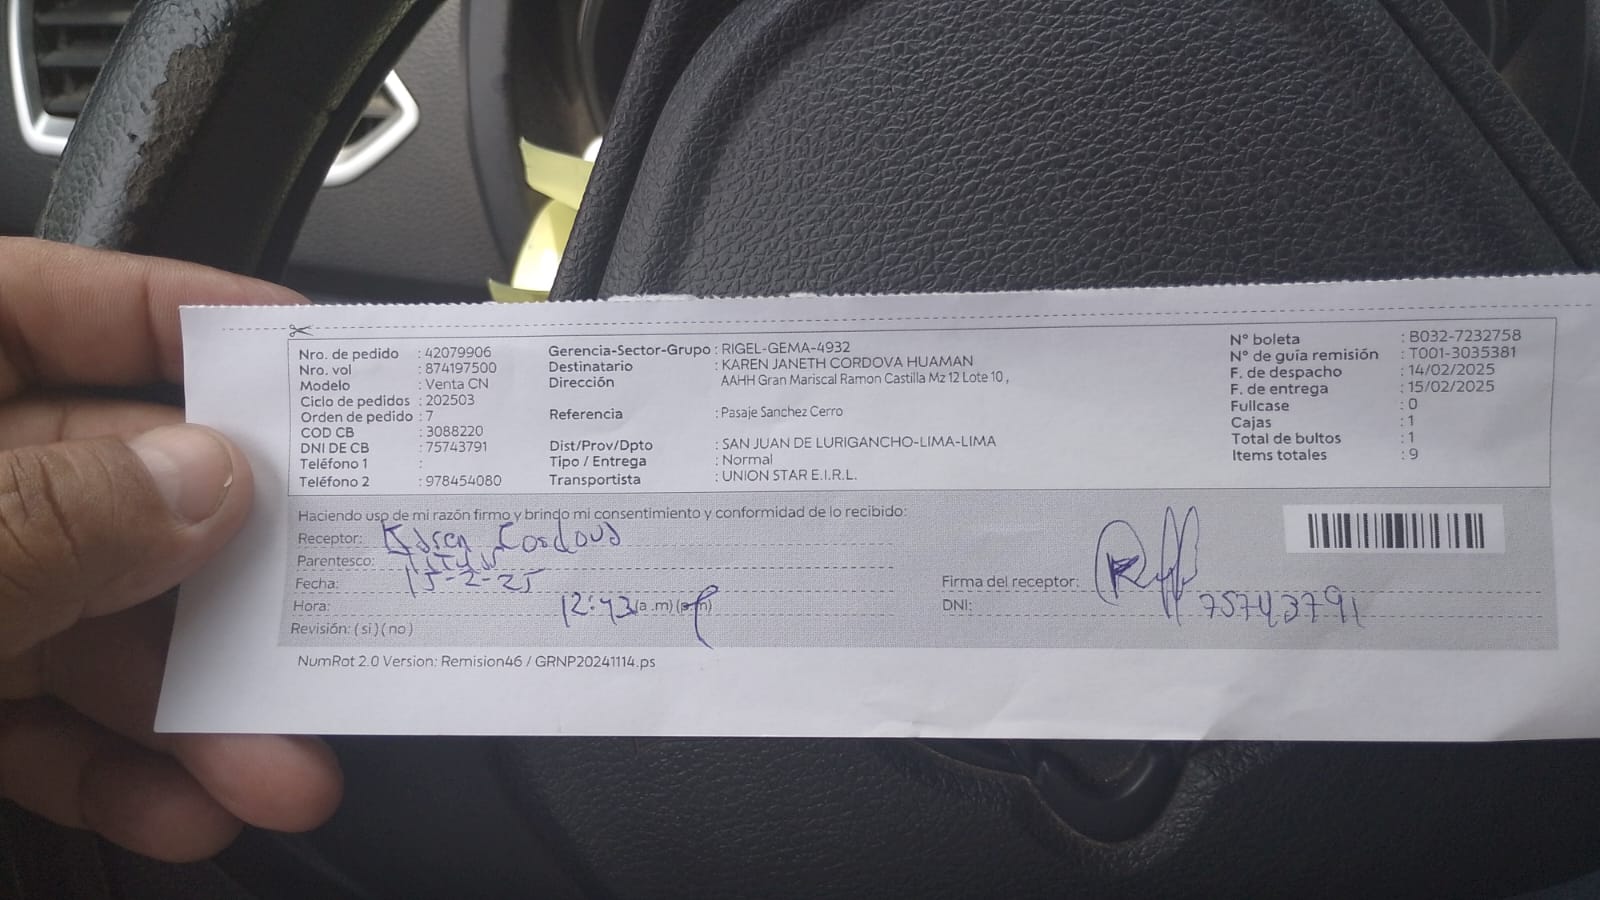 Nro. de pedido : 42079906
Nro. vol : 874197500
Modelo : Venta CN
Ciclo de pedidos : 202503
Orden de pedido : 7
COD CB : 3088220
DNI DE CB : 75743791
Teléfono 1 :
Teléfono 2 : 978454080
Gerencia-Sector-Grupo : RIGEL-GEMA-4932
Destinatario : KAREN JANETH CORDOVA HUAMAN
Dirección AAHH Gran Mariscal Ramon Castilla Mz 12 Lote 10 ,
Referencia : Pasaje Sanchez Cerro
Dist/Prov/Dpto : SAN JUAN DE LURIGANCHO-LIMA-LIMA
Tipo / Entrega : Normal
Transportista : UNION STAR E.I.R.L.
Nº boleta : B032-7232758
Nº de guía remisión : T001-3035381
F. de despacho : 14/02/2025
F. de entrega : 15/02/2025
Fullcase : 0
Cajas : 1
Total de bultos : 1
Items totales : 9
Haciendo uso de mi razón firmo y brindo mi consentimiento y conformidad de lo recibido:
Receptor: Karen Cordova
Parentesco:
Fecha: 15-2-25
Hora: 12:43 (a .m) (p.m)
Revisión: ( si ) ( no )
Firma del receptor:
DNI: 75743791
NumRot 2.0 Version: Remision46 / GRNP20241114.ps